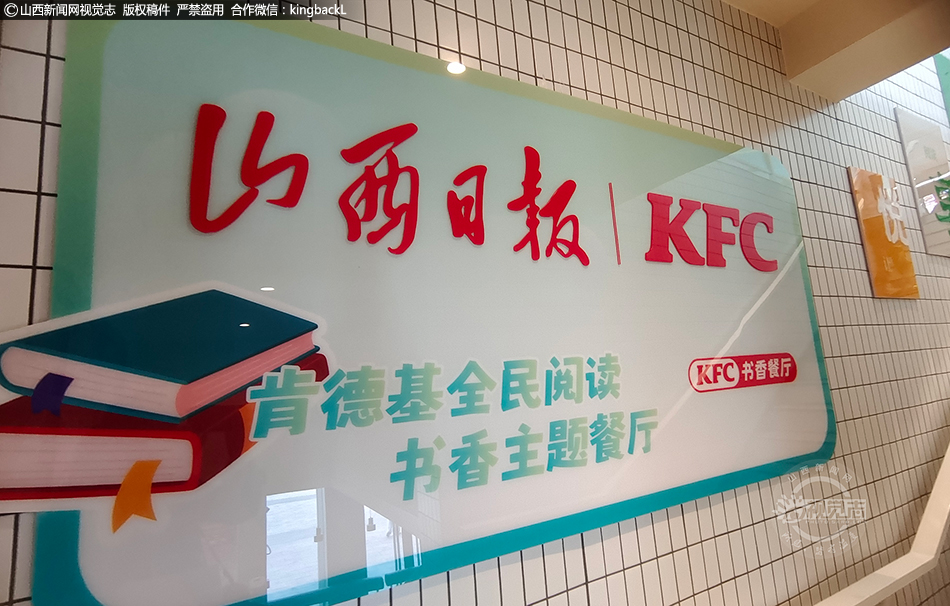 ©山西新闻网视觉志 版权稿件 严禁盗用 合作微信：kingbackL
山西日报 KFC
KFC 书香餐厅
肯德基全民阅读
书香主题餐厅
悦